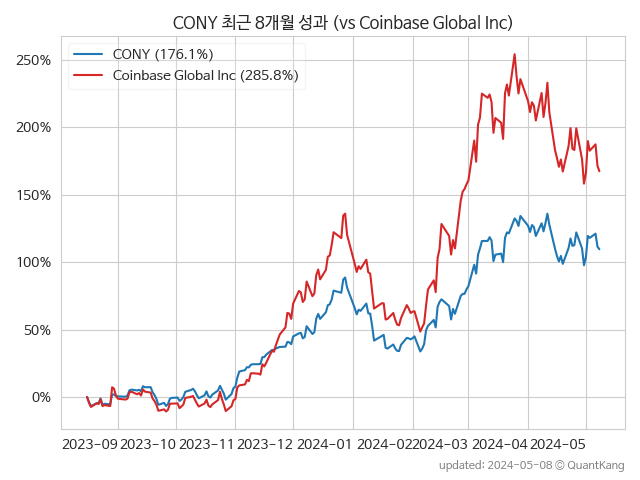 CONY 최근 8개월 성과 (vs Coinbase Global Inc)
CONY (176.1%)
Coinbase Global Inc (285.8%)
250%
200%
150%
100%
50%
0%
2023-09 2023-10 2023-11 2023-12 2024-01 2024-02 2024-03 2024-04 2024-05
updated: 2024-05-08 © QuantKang